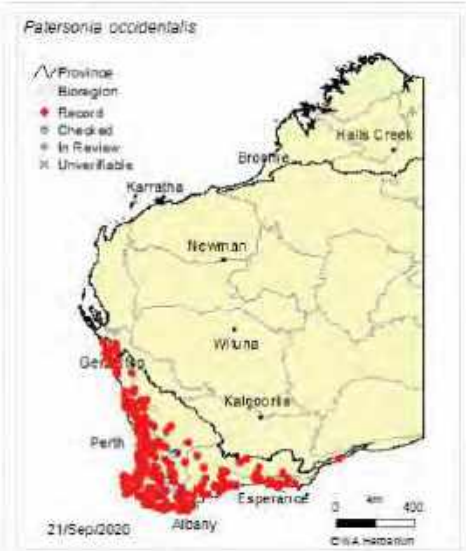 Patersonia occidentalis
Province
Bioregion
Record
Checked
In Review
Unverifiable
Halls Creek
Broome
Karratha
Newman
Wiluna
Kalgoorlie
Perth
Esperance
Albany
0 km 400
21/Sep/2020
©WA Herbarium